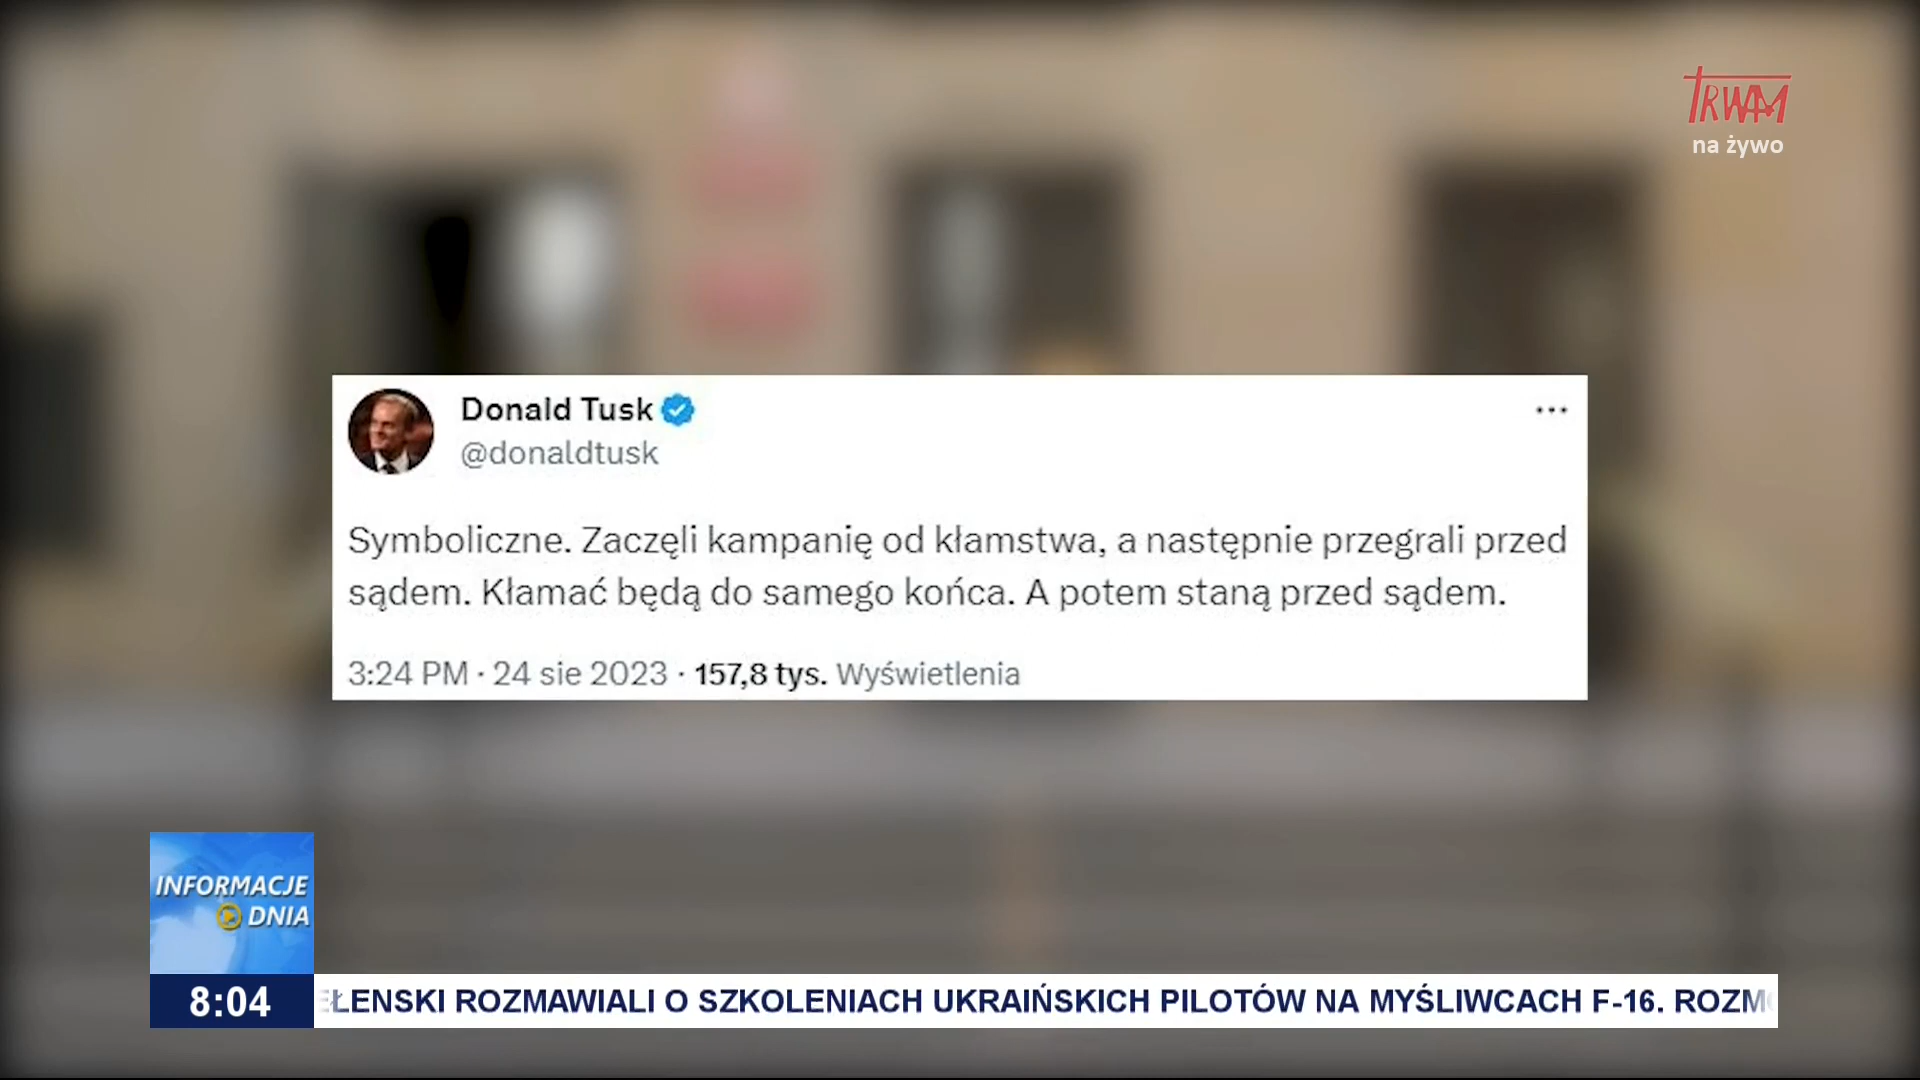 TRWAM
na żywo
Donald Tusk
@donaldtusk
Symboliczne. Zaczęli kampanię od kłamstwa, a następnie przegrali przed
sądem. Kłamać będą do samego końca. A potem staną przed sądem.
3:24 PM · 24 sie 2023 · 157,8 tys. Wyświetlenia
INFORMACJE
DNIA
8:04
EŁENSKI ROZMAWIALI O SZKOLENIACH UKRAIŃSKICH PILOTÓW NA MYŚLIWCACH F-16. ROZM